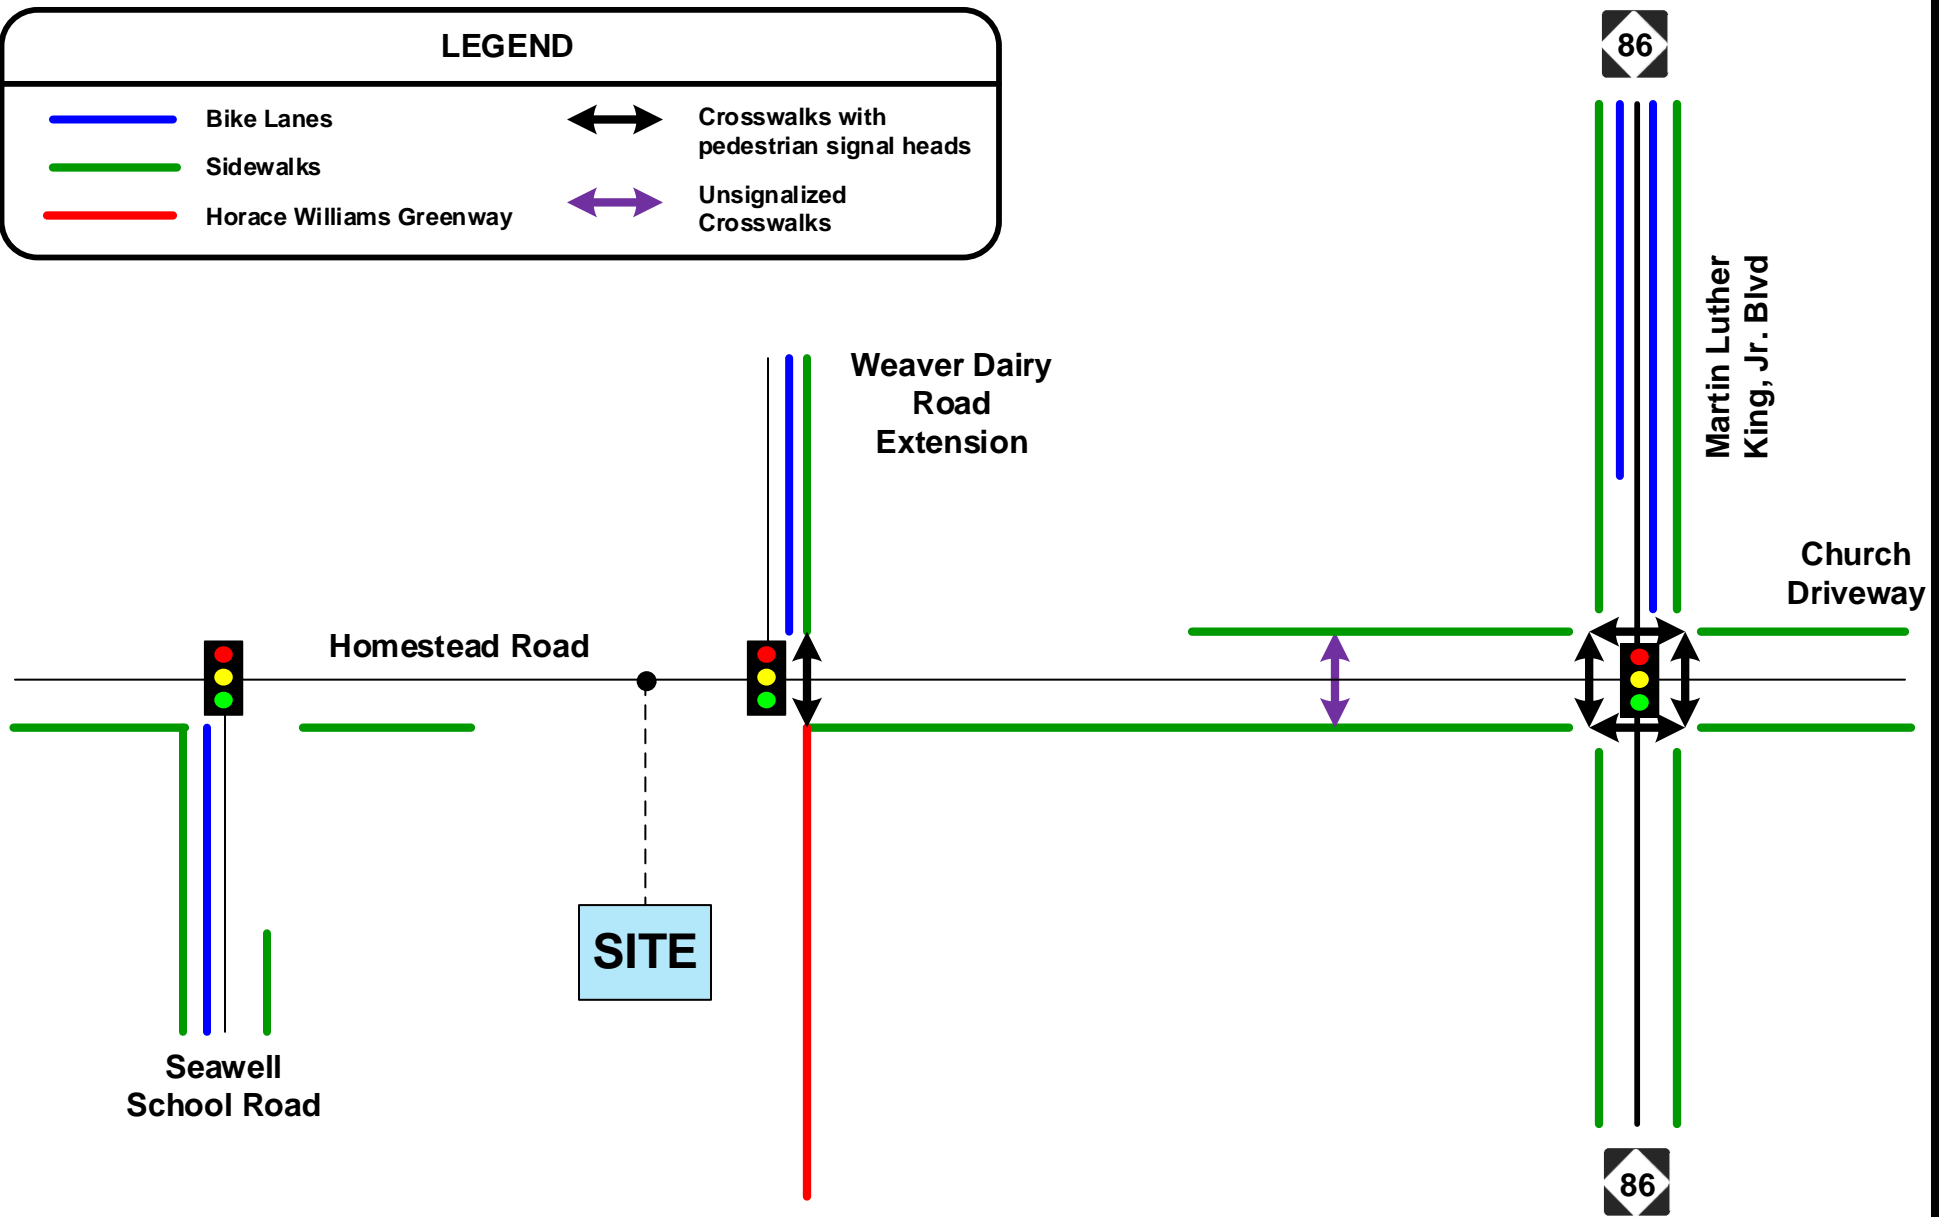 LEGEND
Bike Lanes
Sidewalks
Horace Williams Greenway
Crosswalks with
pedestrian signal heads
Unsignalized
Crosswalks
86
Martin Luther
King, Jr. Blvd
Weaver Dairy
Road
Extension
Church
Driveway
Homestead Road
SITE
Seawell
School Road
86